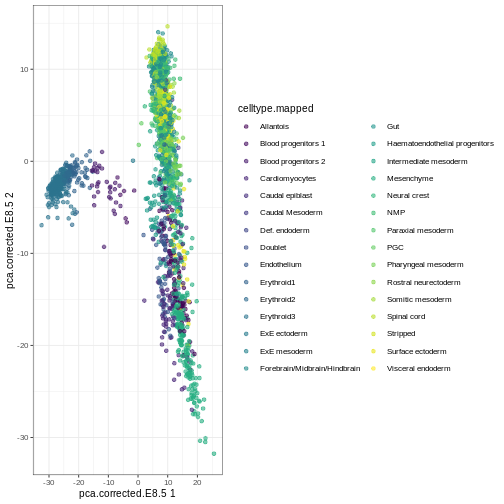 celltype.mapped
Allantois
Blood progenitors 1
Blood progenitors 2
Cardiomyocytes
Caudal epiblast
Caudal Mesoderm
Def. endoderm
Doublet
Endothelium
Erythroid1
Erythroid2
Erythroid3
ExE ectoderm
ExE mesoderm
Forebrain/Midbrain/Hindbrain
Gut
Haematoendothelial progenitors
Intermediate mesoderm
Mesenchyme
Neural crest
NMP
Paraxial mesoderm
PGC
Pharyngeal mesoderm
Rostral neurectoderm
Somitic mesoderm
Spinal cord
Stripped
Surface ectoderm
Visceral endoderm
pca.corrected.E8.5 2
10
0
-10
-20
-30
-30 -20 -10 0 10 20
pca.corrected.E8.5 1